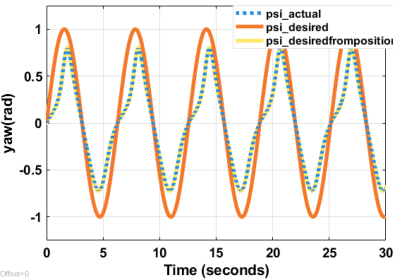 psi_actual
psi_desired
psi_desiredfromposition
1
0.5
0
-0.5
-1
yaw(rad)
0 5 10 15 20 25 30
Time (seconds)
Offset=0